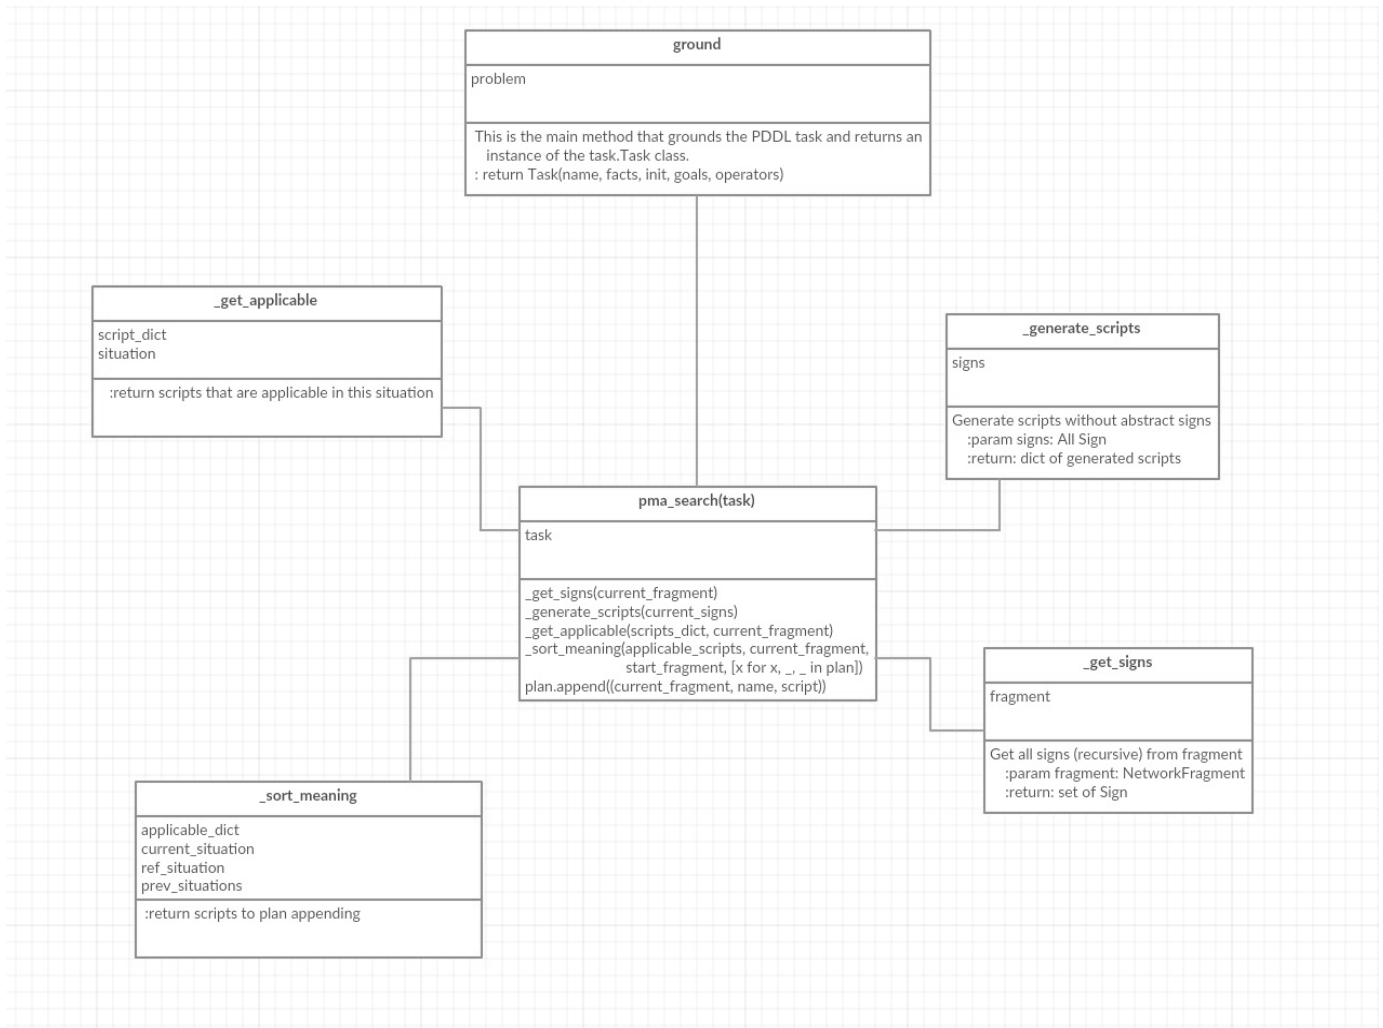 ground
problem
This is the main method that grounds the PDDL task and returns an
instance of the task.Task class.
: return Task(name, facts, init, goals, operators)
_get_applicable
script_dict
situation
:return scripts that are applicable in this situation
_generate_scripts
signs
Generate scripts without abstract signs
:param signs: All Sign
:return: dict of generated scripts
pma_search(task)
task
_get_signs(current_fragment)
_generate_scripts(current_signs)
_get_applicable(scripts_dict, current_fragment)
_sort_meaning(applicable_scripts, current_fragment,
start_fragment, [x for x, _, _ in plan])
plan.append((current_fragment, name, script))
_get_signs
fragment
Get all signs (recursive) from fragment
:param fragment: NetworkFragment
:return: set of Sign
_sort_meaning
applicable_dict
current_situation
ref_situation
prev_situations
:return scripts to plan appending